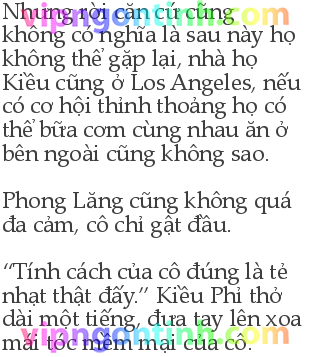 vipngontinh.com
Nhưng rời căn cứ cũng
không có nghĩa là sau này họ
không thể gặp lại, nhà họ
Kiều cũng ở Los Angeles, nếu
có cơ hội thỉnh thoảng họ có
thể bữa cơm cùng nhau ăn ở
bên ngoài cũng không sao.
Phong Lăng cũng không quá
đa cảm, cô chỉ gật đầu.
“Tính cách của cô đúng là tẻ
nhạt thật đấy.” Kiều Phỉ thở
dài một tiếng, đưa tay lên xoa
mái tóc mềm mại của cô.
vipngontinh.com